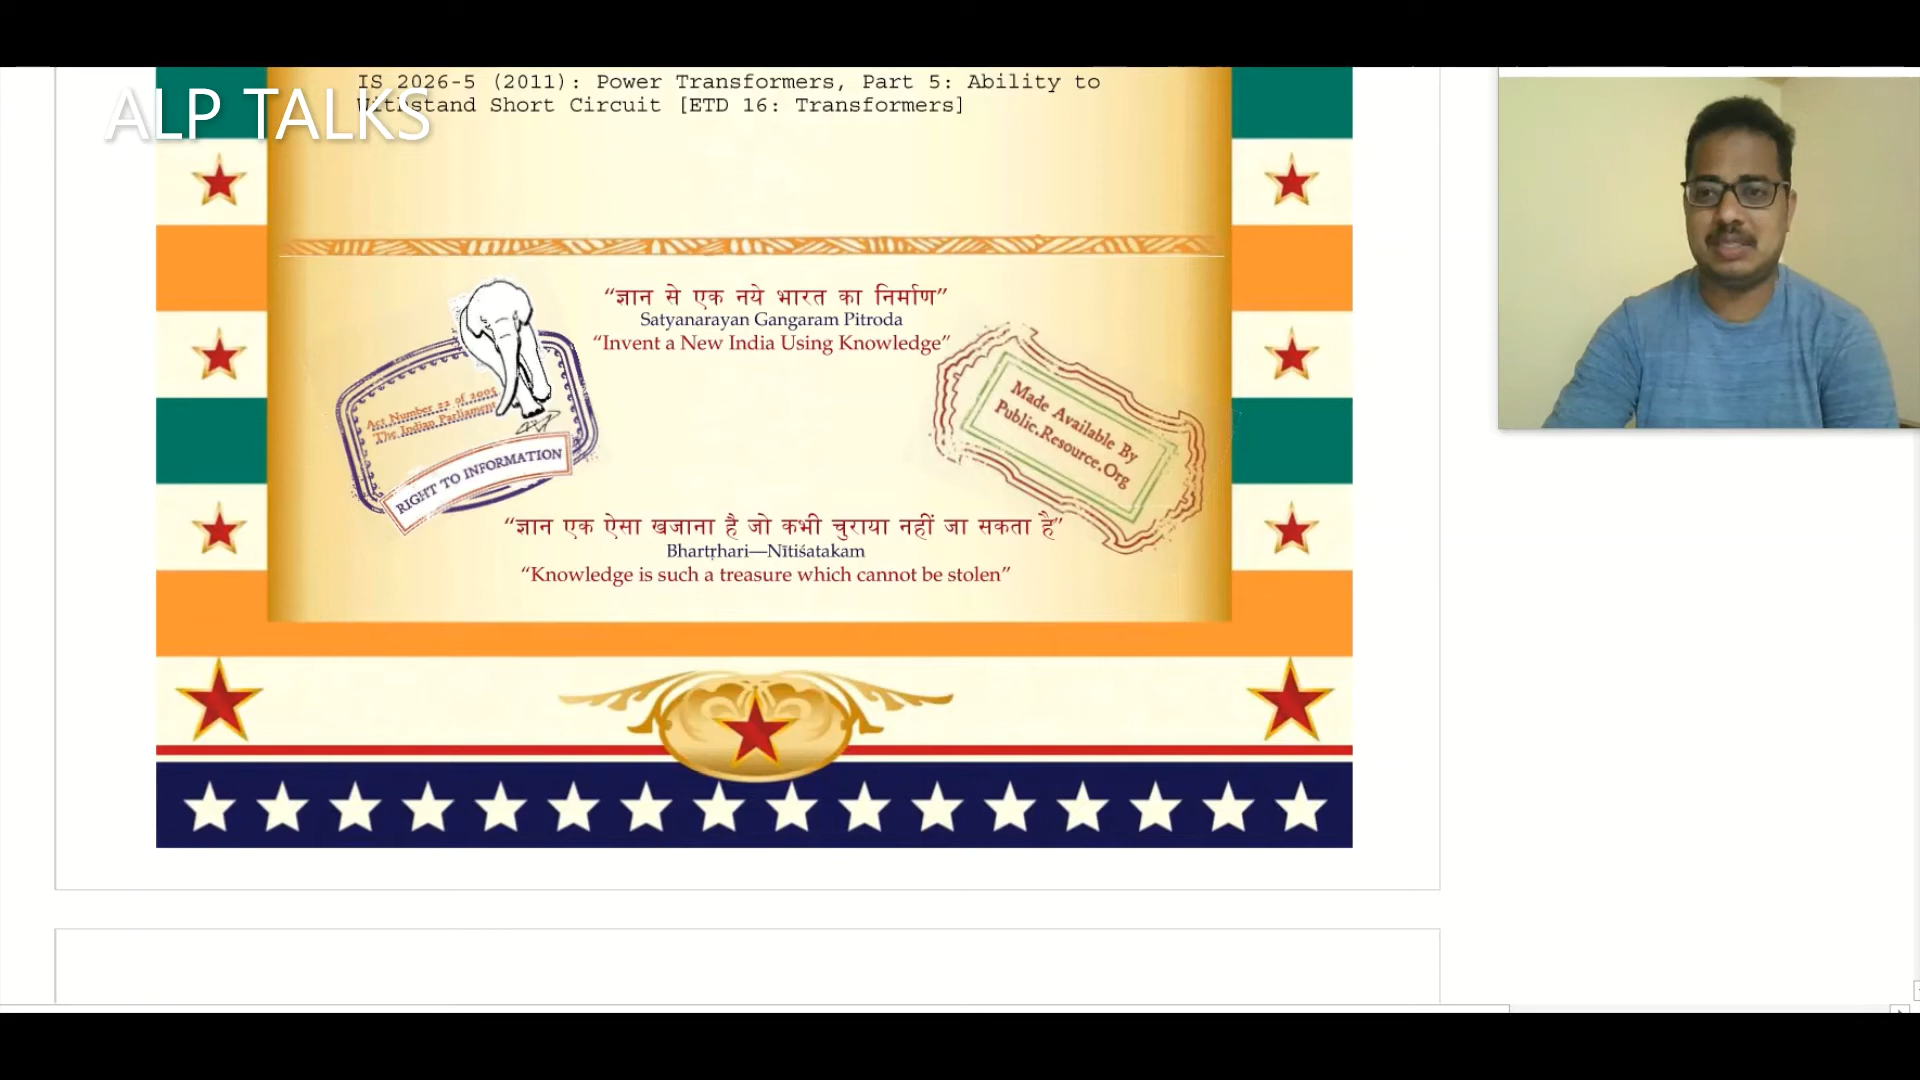 IS 2026-5 (2011): Power Transformers, Part 5: Ability to
Withstand Short Circuit [ETD 16: Transformers]
ALP TALKS
“ज्ञान से एक नये भारत का निर्माण”
Satyanarayan Gangaram Pitroda
“Invent a New India Using Knowledge”
Act Number 22 of 2005
The Indian Parliament
RIGHT TO INFORMATION
Made Available By
Public.Resource.Org
“ज्ञान एक ऐसा खजाना है जो कभी चुराया नहीं जा सकता है”
Bhartṛhari—Nītiśatakam
“Knowledge is such a treasure which cannot be stolen”